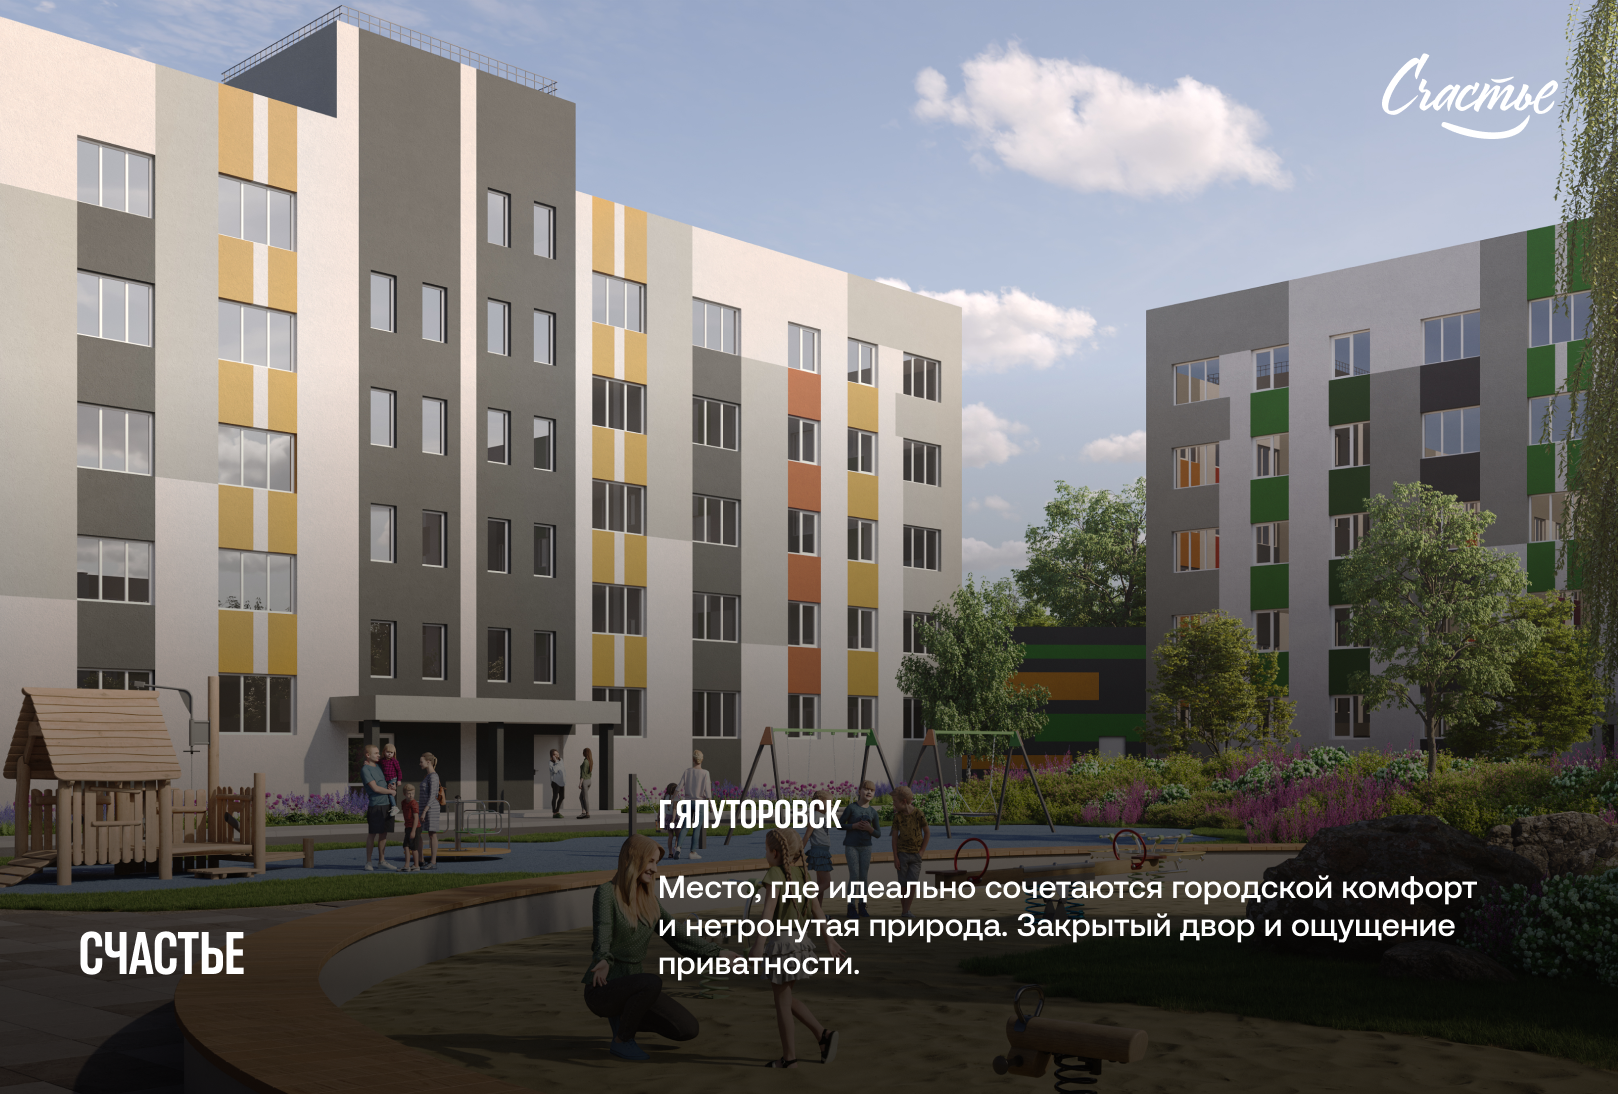 Счастье
Г.ЯЛУТОРОВСК
Место, где идеально сочетаются городской комфорт
и нетронутая природа. Закрытый двор и ощущение
приватности.
СЧАСТЬЕ